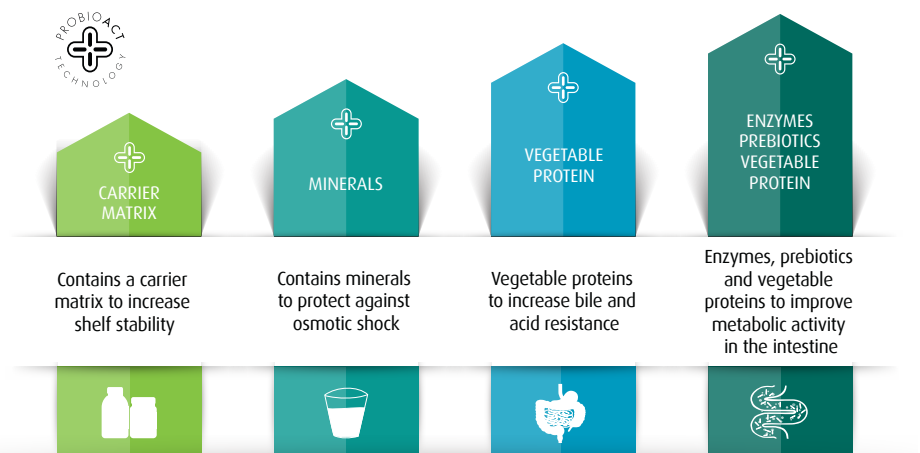 PROBIOACT
TECHNOLOGY
CARRIER
MATRIX
MINERALS
VEGETABLE
PROTEIN
ENZYMES
PREBIOTICS
VEGETABLE
PROTEIN
Contains a carrier
matrix to increase
shelf stability
Contains minerals
to protect against
osmotic shock
Vegetable proteins
to increase bile and
acid resistance
Enzymes, prebiotics
and vegetable
proteins to improve
metabolic activity
in the intestine